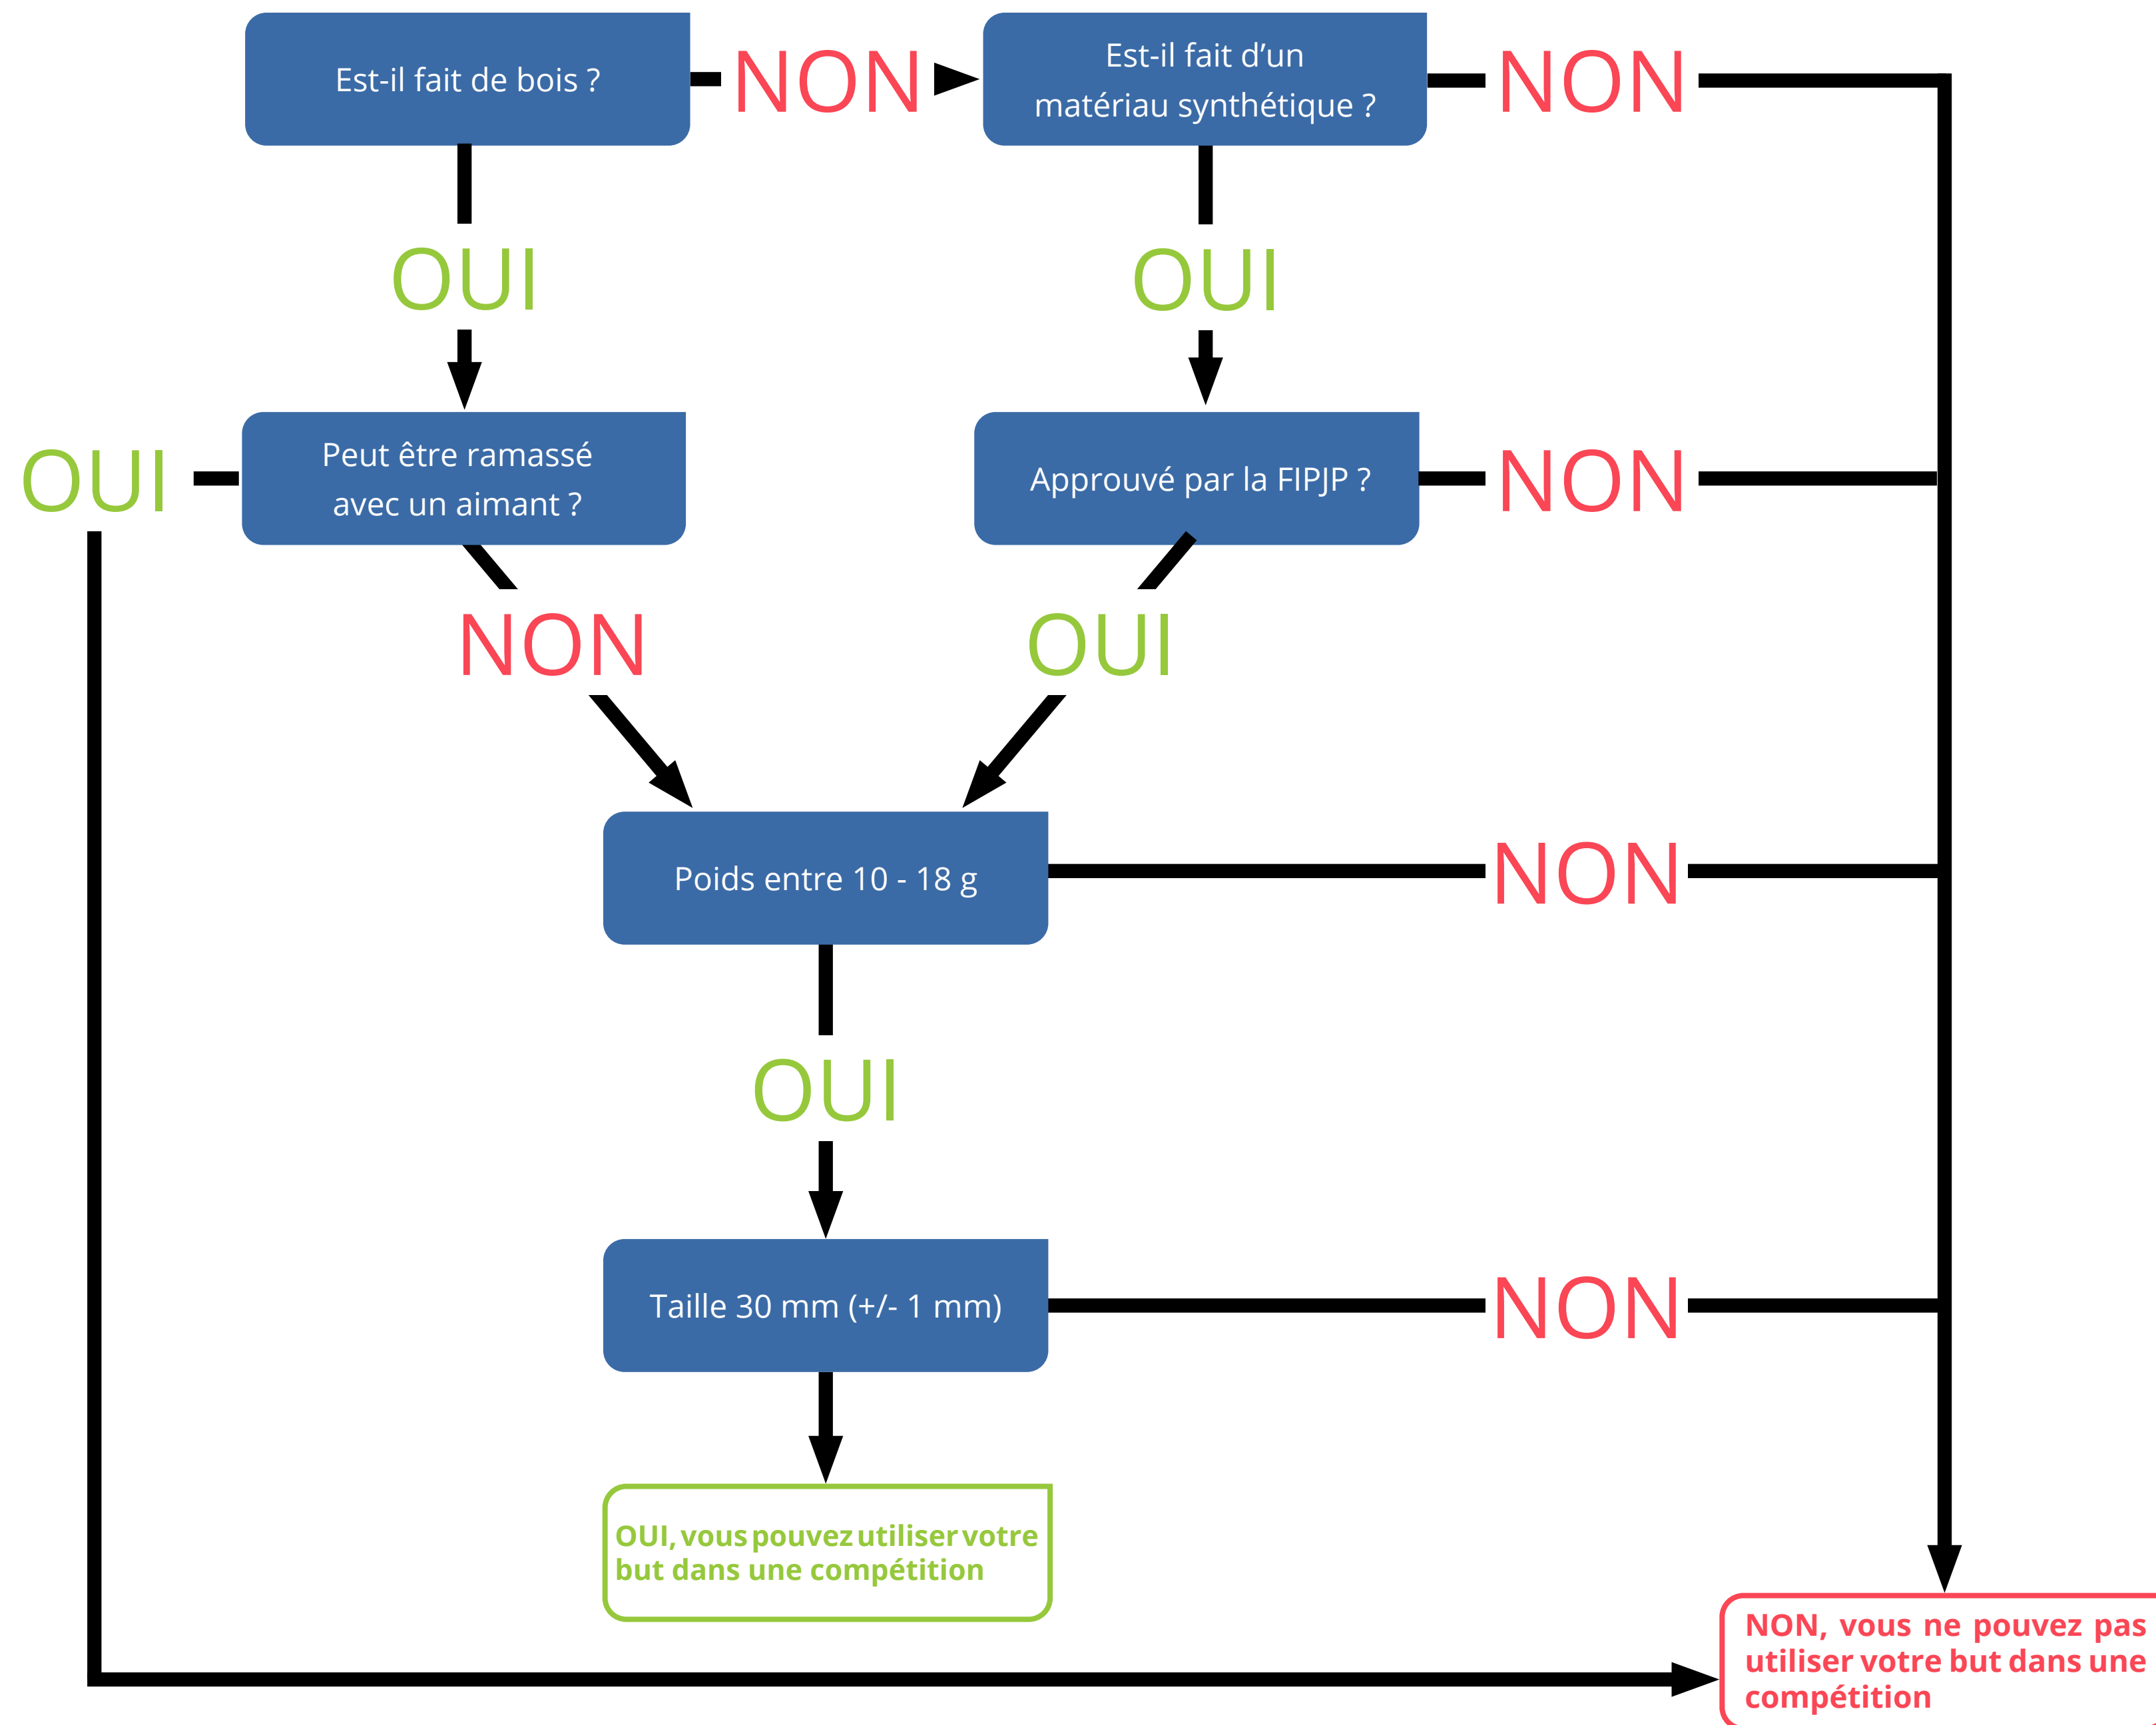 Est-il fait de bois ?
NON
Est-il fait d’un
matériau synthétique ?
NON
OUI
OUI
OUI
Peut être ramassé
avec un aimant ?
Approuvé par la FIPJP ?
NON
NON
OUI
Poids entre 10 - 18 g
NON
OUI
Taille 30 mm (+/- 1 mm)
NON
OUI, vous pouvez utiliser votre
but dans une compétition
NON, vous ne pouvez pas
utiliser votre but dans une
compétition